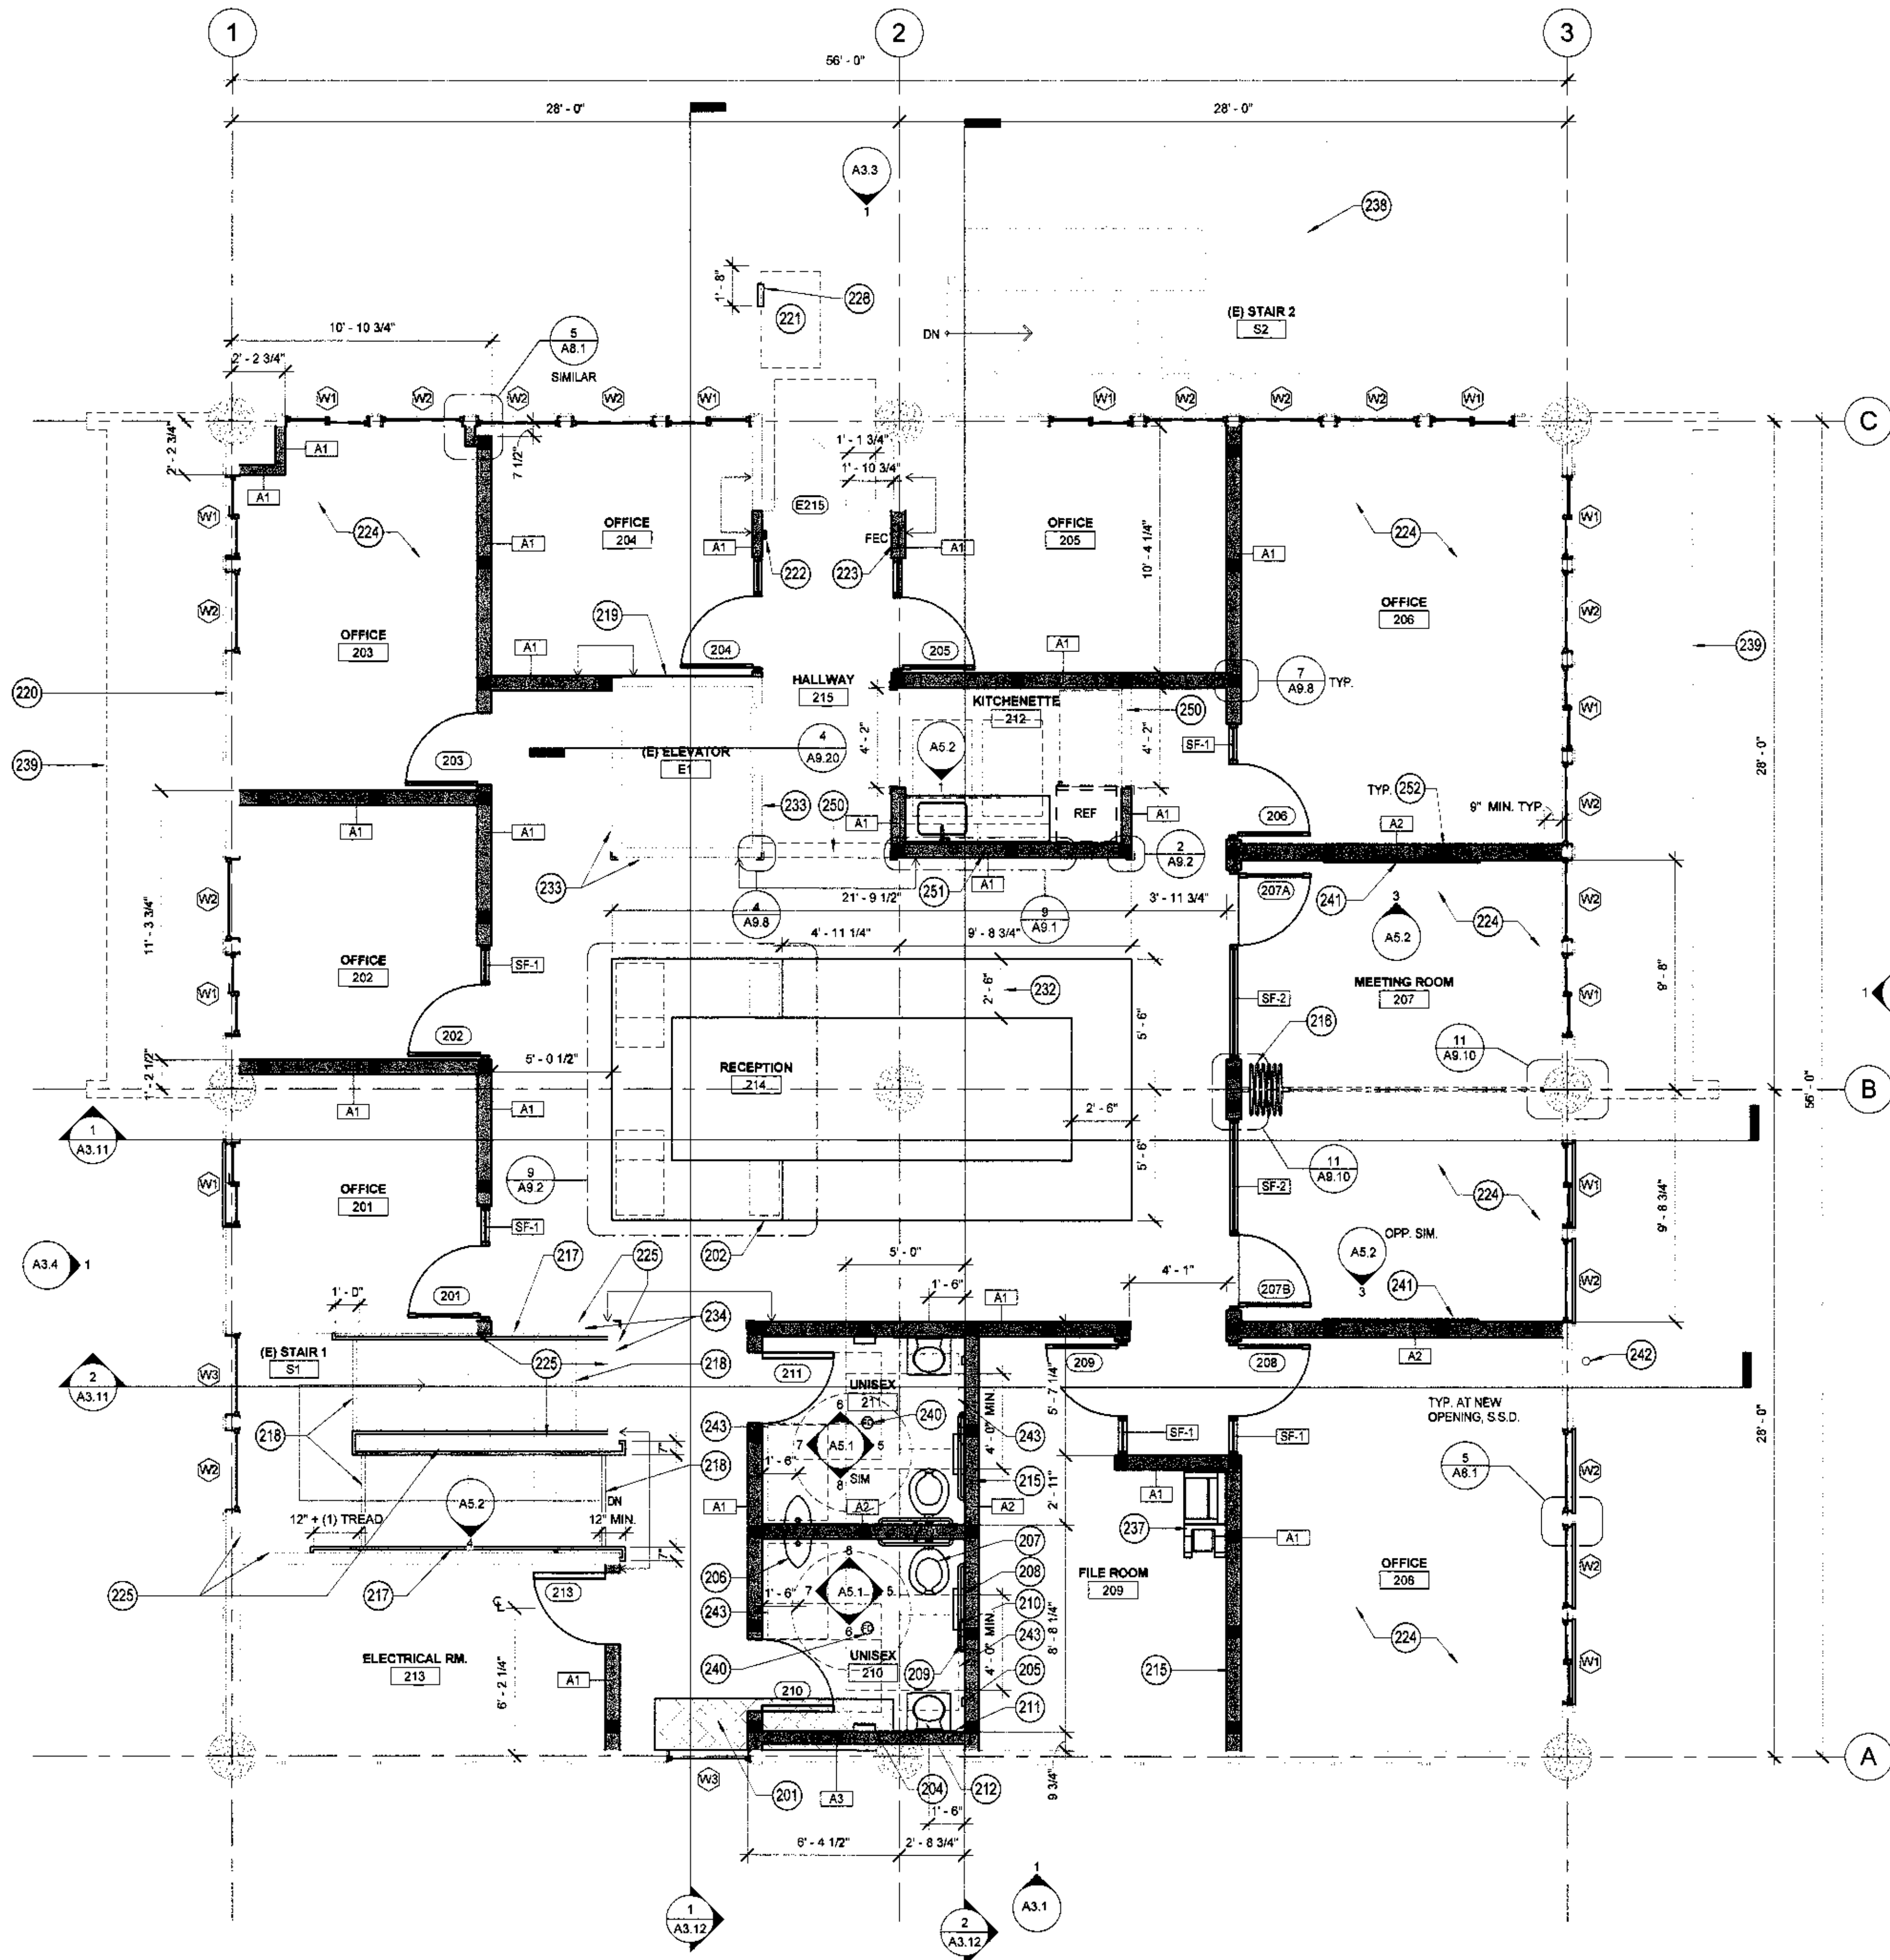 1
2
3
56' - 0"
28' - 0"
28' - 0"
A3.3
1
238
1' - 8"
228
221
(E) STAIR 2
S2
DN
10' - 10 3/4"
5
A8.1
SIMILAR
2' - 2 3/4"
W1
W2
W2
W2
W1
W1
W2
W2
W2
W1
C
2' - 2 3/4"
A1
7 1/2"
1' - 1 3/4"
1' - 10 3/4"
A1
E215
W1
224
OFFICE
204
A1
A1
FEC
A1
OFFICE
205
A1
224
W1
222
223
10' - 4 1/4"
W2
OFFICE
203
219
OFFICE
206
W2
A1
204
205
A1
239
220
HALLWAY
215
KITCHENETTE
212
7
A9.8
TYP.
250
W1
4' - 2"
4' - 2"
SF-1
239
203
(E) ELEVATOR
E1
4
A9.20
A5.2
1
28' - 0"
TYP.
252
9" MIN. TYP.
W2
A1
A1
233
250
A1
REF
A1
206
A2
2
A9.2
233
251
A1
207A
241
3
A5.2
224
W2
W2
4
A9.8
21' - 9 1/2"
9
A9.1
3' - 11 3/4"
11' - 3 3/4"
4' - 11 1/4"
9' - 8 3/4"
OFFICE
202
SF-1
2' - 6"
232
MEETING ROOM
207
9' - 8"
W1
SF-2
216
W1
1
202
5' - 6"
11
A9.10
5' - 0 1/2"
RECEPTION
214
1' - 2 1/2"
B
56' - 0"
A1
A1
2' - 6"
1
A3.11
5' - 6"
W1
OFFICE
201
9
A9.2
11
A9.10
SF-2
224
W1
SF-1
9' - 8 3/4"
A3.4
1
217
225
202
5' - 0"
OPP. SIM.
A5.2
3
W2
1' - 0"
201
1' - 6"
A1
4' - 1"
207B
241
234
(E) STAIR 1
S1
225
218
211
209
208
A2
242
W3
2
A3.11
UNISEX
211
5' - 7 1/4"
TYP. AT NEW
OPENING, S.S.D.
28' - 0"
218
243
6
7
A5.1
5
8
SIM
240
4' - 0" MIN.
243
SF-1
SF-1
W2
7"
218
1' - 6"
215
5
A6.1
W2
A5.2
4
DN
A1
A2
A2
2' - 11"
A1
12" + (1) TREAD
12" MIN.
237
A1
7"
206
8
7
A5.1
5
6
207
208
FILE ROOM
209
OFFICE
208
W2
225
217
213
243
1' - 6"
210
4' - 0" MIN.
243
8' - 8 1/4"
224
ELECTRICAL RM.
213
A1
240
UNISEX
210
209
205
215
W1
6' - 2 1/4"
210
211
A
W3
201
A3
204
212
9 3/4"
1' - 6"
6' - 4 1/2"
2' - 8 3/4"
1
A3.12
2
A3.12
1
A3.1